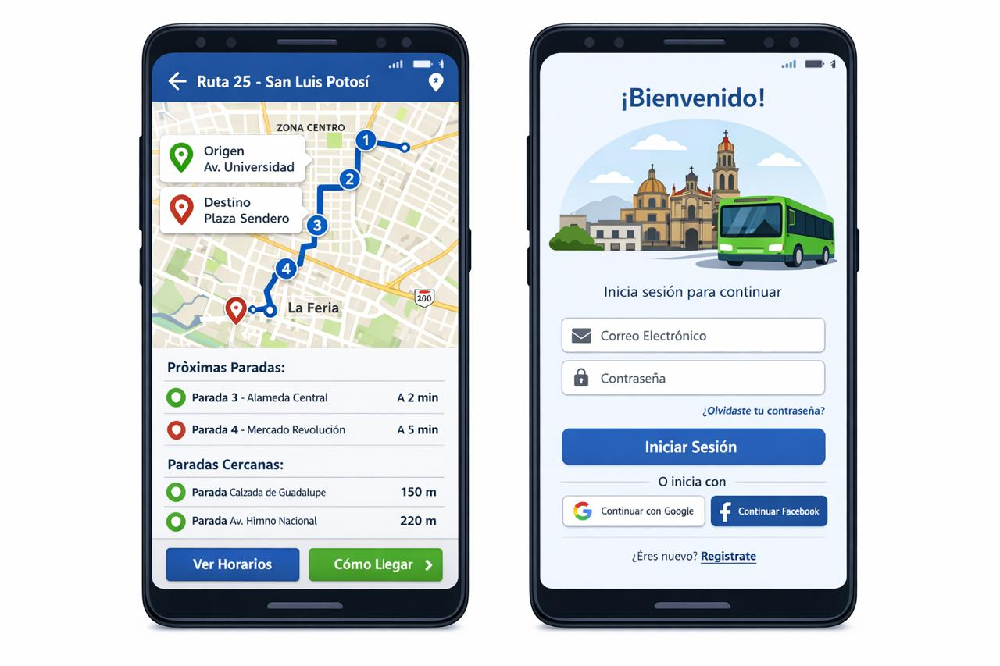 Ruta 25 - San Luis Potosí
ZONA CENTRO
Origen
Av. Universidad
Destino
Plaza Sendero
1
2
3
4
La Feria
200
Pròximas Paradas:
Parada 3 - Alameda Central A 2 min
Parada 4 - Mercado Revolución A 5 min
Paradas Cercanas:
Parada Calzada de Guadalupe 150 m
Parada Av. Himno Nacional 220 m
Ver Horarios
Cómo Llegar
¡Bienvenido!
Inicia sesión para continuar
Correo Electrónico
Contraseña
¿Olvidaste tu contraseña?
Iniciar Sesión
O inicia con
Continuar con Google
Continuar Facebook
¿Ères nuevo? Registrate